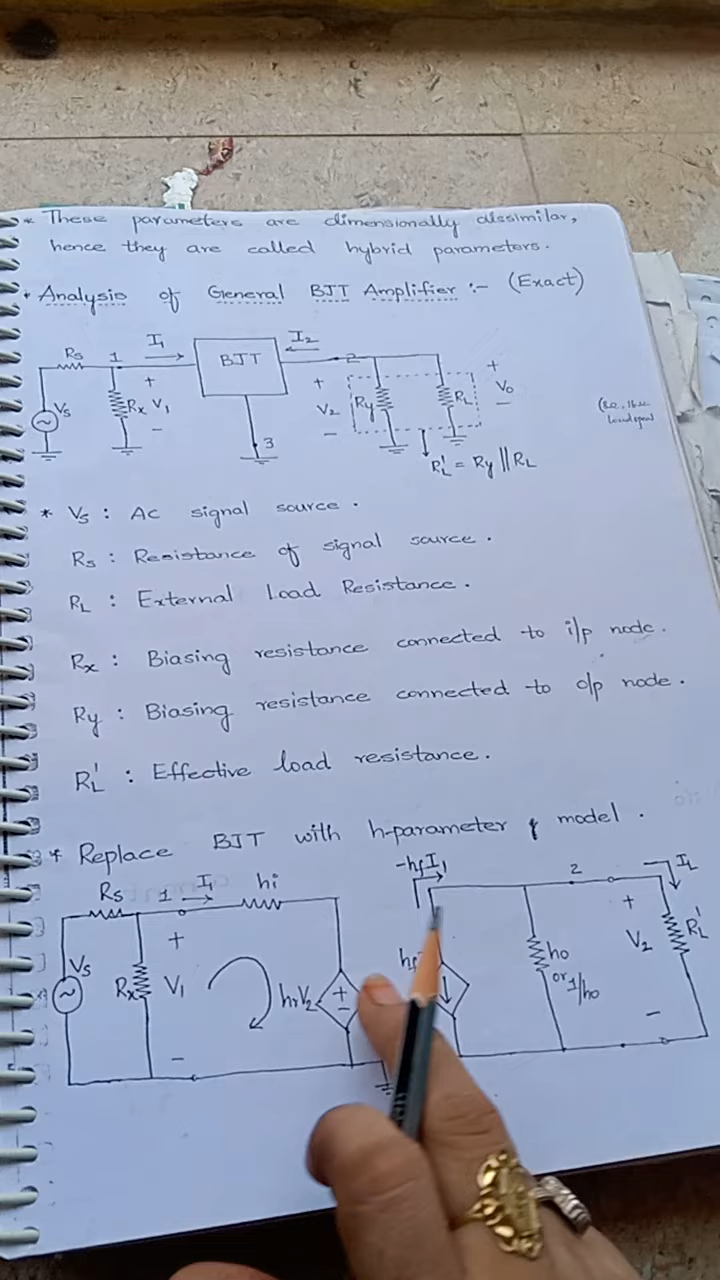 * These parameters are dimensionally dissimilar,
hence they are called hybrid parameters.
* Analysis of General BJT Amplifier :- (Exact)
Rs 1 I1 BJT I2 2
Vs Rx V1 + - 3 + V2 - Ry RL + Vo -
RL' = Ry || RL
* Vs : Ac signal source.
Rs : Resistance of signal source.
RL : External Load Resistance.
Rx : Biasing resistance connected to i/p node.
Ry : Biasing resistance connected to o/p node.
RL' : Effective load resistance.
* Replace BJT with h-parameter model.
Rs 1 I1 hi -hfI1 2 IL
Vs Rx + V1 - hrV2 + - ho or 1/ho + V2 - RL'